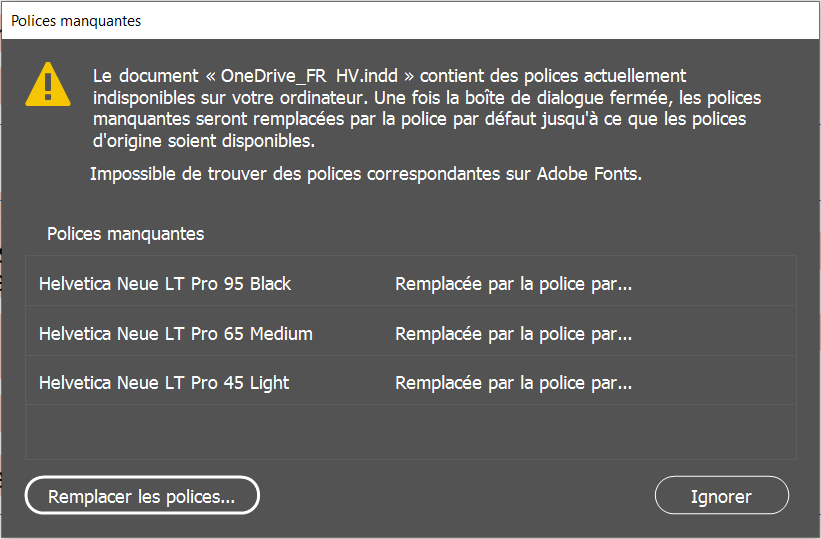 Polices manquantes
Le document « OneDrive_FR HV.indd » contient des polices actuellement
indisponibles sur votre ordinateur. Une fois la boîte de dialogue fermée, les polices
manquantes seront remplacées par la police par défaut jusqu'à ce que les polices
d'origine soient disponibles.
Impossible de trouver des polices correspondantes sur Adobe Fonts.
Polices manquantes
Helvetica Neue LT Pro 95 Black Remplacée par la police par...
Helvetica Neue LT Pro 65 Medium Remplacée par la police par...
Helvetica Neue LT Pro 45 Light Remplacée par la police par...
Remplacer les polices... Ignorer